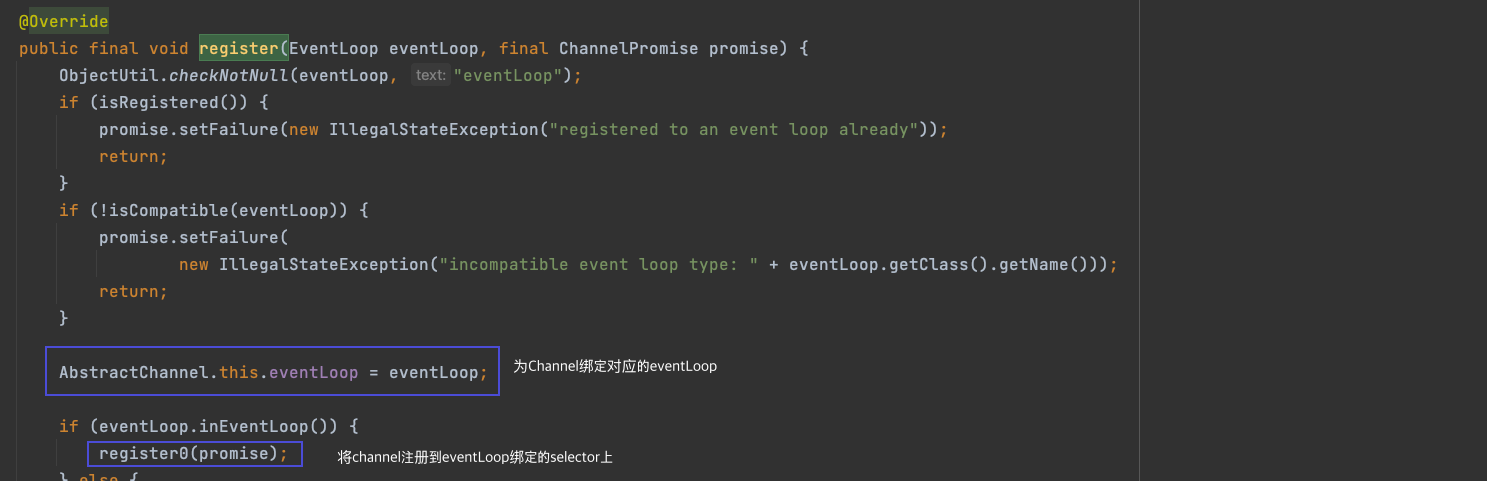 @Override
public final void register(EventLoop eventLoop, final ChannelPromise promise) {
ObjectUtil.checkNotNull(eventLoop, text: "eventLoop");
if (isRegistered()) {
promise.setFailure(new IllegalStateException("registered to an event loop already"));
return;
}
if (!isCompatible(eventLoop)) {
promise.setFailure(
new IllegalStateException("incompatible event loop type: " + eventLoop.getClass().getName()));
return;
}
AbstractChannel.this.eventLoop = eventLoop; 为Channel绑定对应的eventLoop
if (eventLoop.inEventLoop()) {
register0(promise); 将channel注册到eventLoop绑定的selector上
} else {